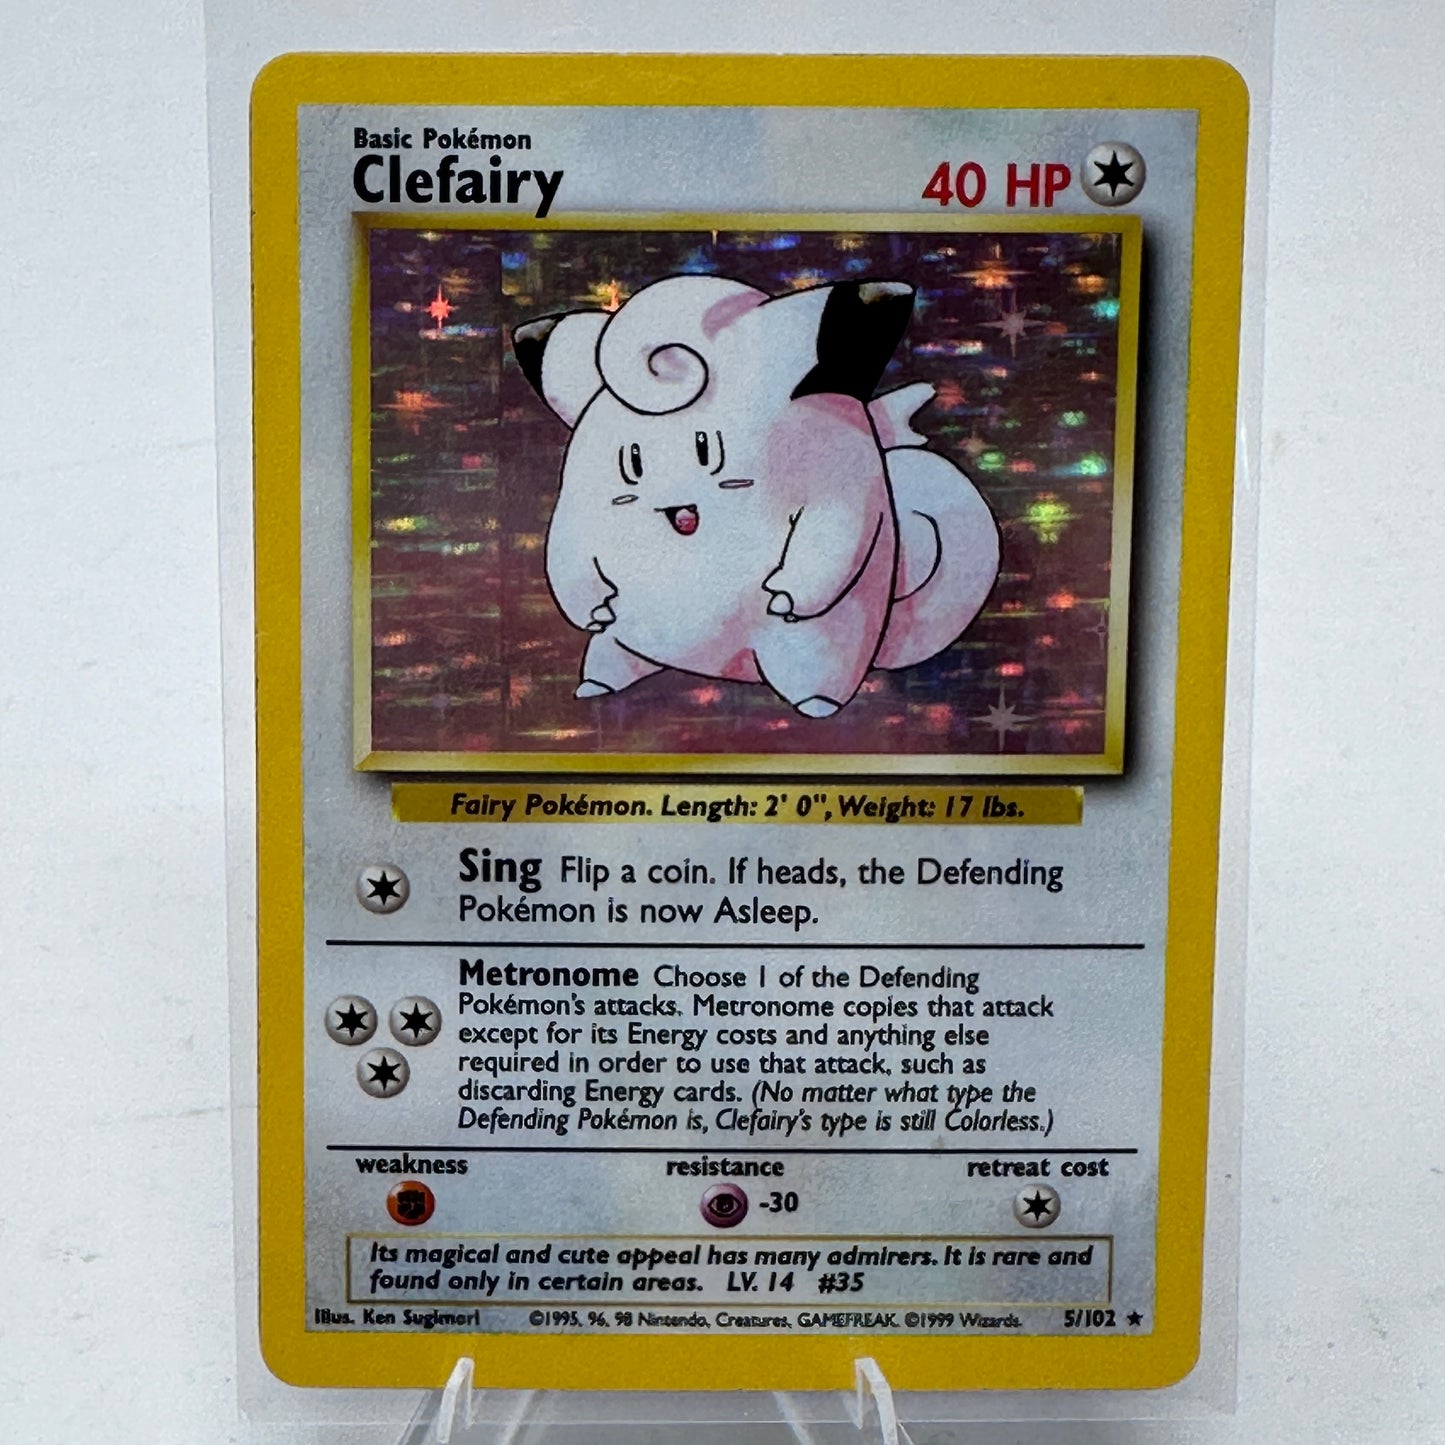 Basic Pokémon
Clefairy
40 HP
Fairy Pokémon. Length: 2' 0", Weight: 17 lbs.
Sing Flip a coin. If heads, the Defending
Pokémon is now Asleep.
Metronome Choose 1 of the Defending
Pokémon's attacks. Metronome copies that attack
except for its Energy costs and anything else
required in order to use that attack, such as
discarding Energy cards. (No matter what type the
Defending Pokémon is, Clefairy's type is still Colorless.)
weakness resistance retreat cost
-30
Its magical and cute appeal has many admirers. It is rare and
found only in certain areas. LV. 14 #35
Illus. Ken Sugimori ©1995, 96, 98 Nintendo, Creatures, GAMEFREAK. ©1999 Wizards. 5/102 ★